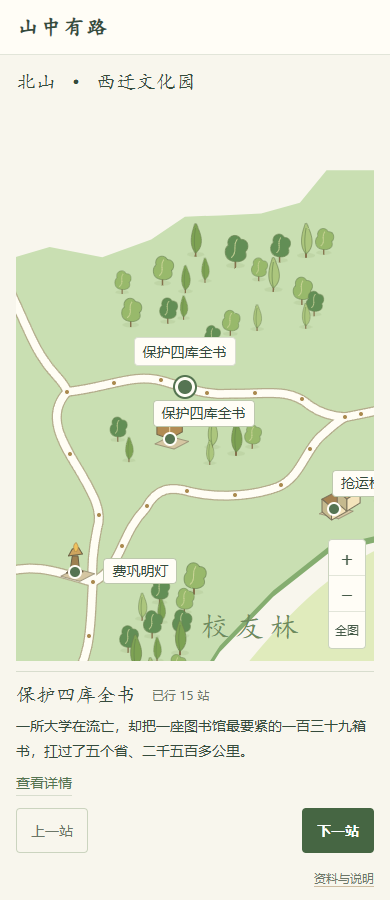 山中有路
北山 • 西迁文化园
保护四库全书
保护四库全书
抢运
费巩明灯
校友林
+
−
全图
保护四库全书 已行 15 站
一所大学在流亡，却把一座图书馆最要紧的一百三十九箱
书，扛过了五个省、二千五百多公里。
查看详情
上一站
下一站
资料与说明